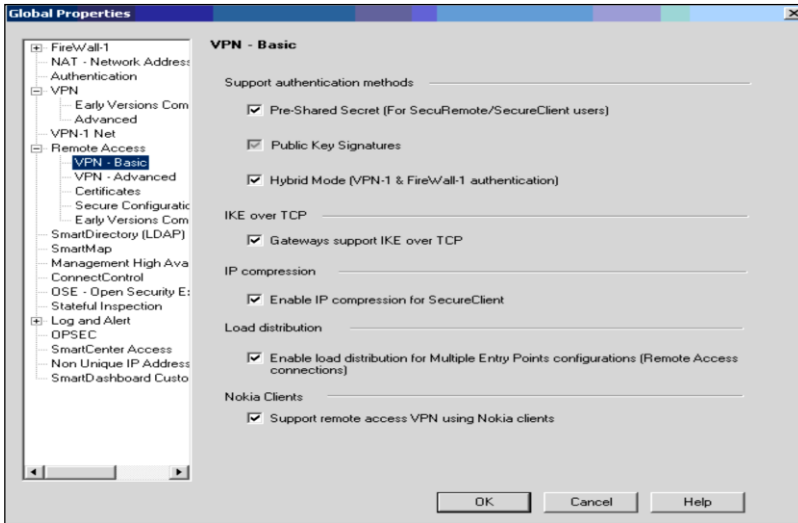 Global Properties
FireWall-1
NAT - Network Address
Authentication
VPN
Early Versions Com
Advanced
VPN-1 Net
Remote Access
VPN - Basic
VPN - Advanced
Certificates
Secure Configuratic
Early Versions Com
SmartDirectory (LDAP)
SmartMap
Management High Ava
ConnectControl
OSE - Open Security E
Stateful Inspection
Log and Alert
OPSEC
SmartCenter Access
Non Unique IP Address
SmartDashboard Custo
VPN - Basic
Support authentication methods
Pre-Shared Secret (For SecuRemote/SecureClient users)
Public Key Signatures
Hybrid Mode (VPN-1 & FireWall-1 authentication)
IKE over TCP
Gateways support IKE over TCP
IP compression
Enable IP compression for SecureClient
Load distribution
Enable load distribution for Multiple Entry Points configurations (Remote Access
connections)
Nokia Clients
Support remote access VPN using Nokia clients
OK
Cancel
Help